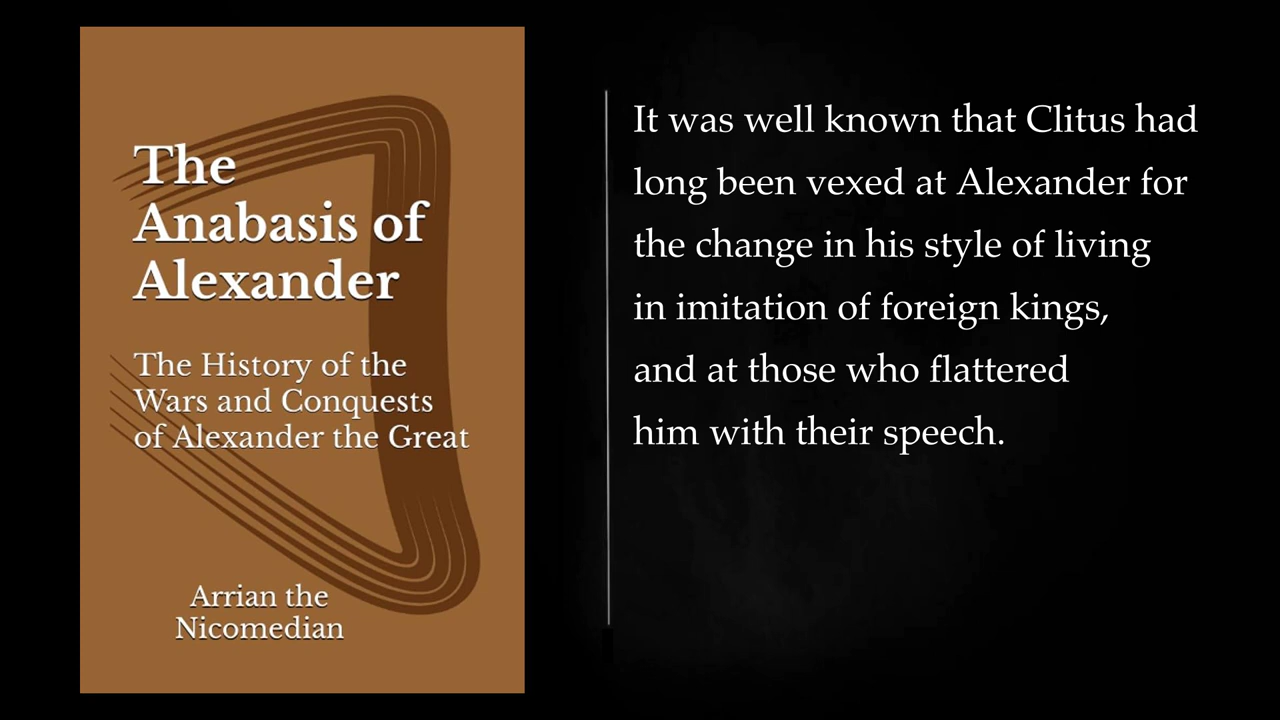 The
Anabasis of
Alexander
The History of the
Wars and Conquests
of Alexander the Great
Arrian the
Nicomedian
It was well known that Clitus had
long been vexed at Alexander for
the change in his style of living
in imitation of foreign kings,
and at those who flattered
him with their speech.